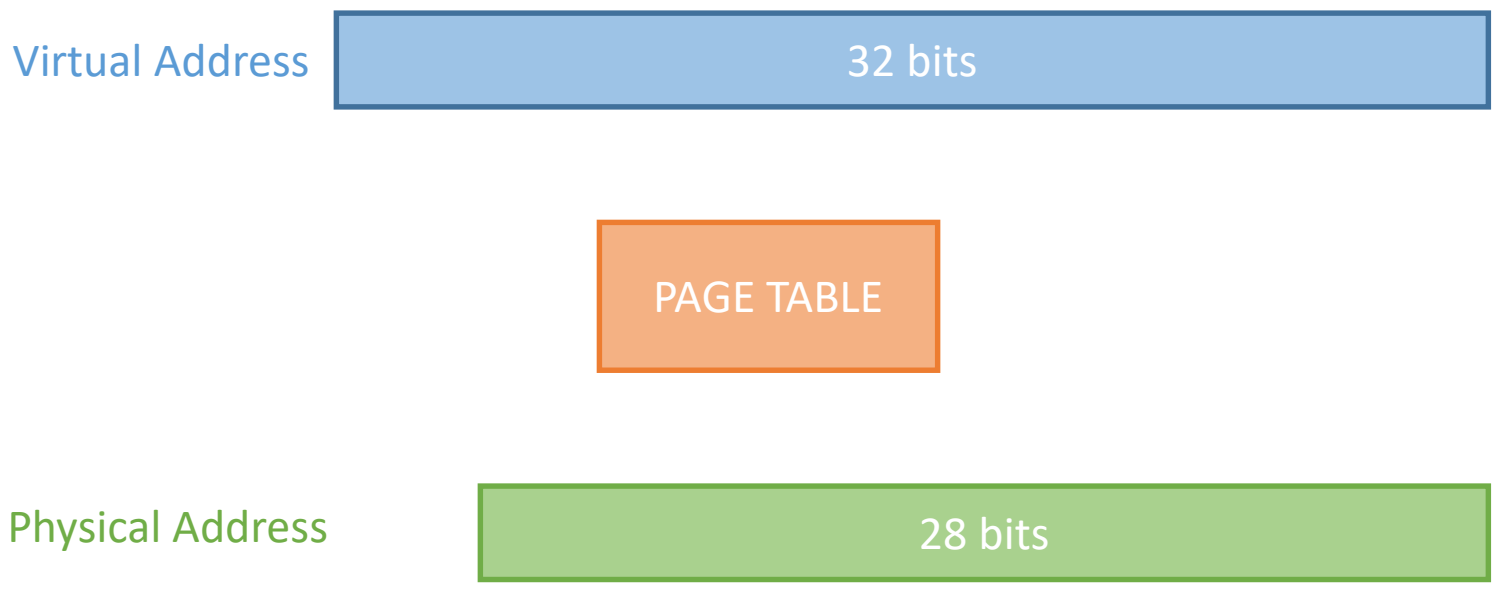 Virtual Address
32 bits
PAGE TABLE
Physical Address
28 bits